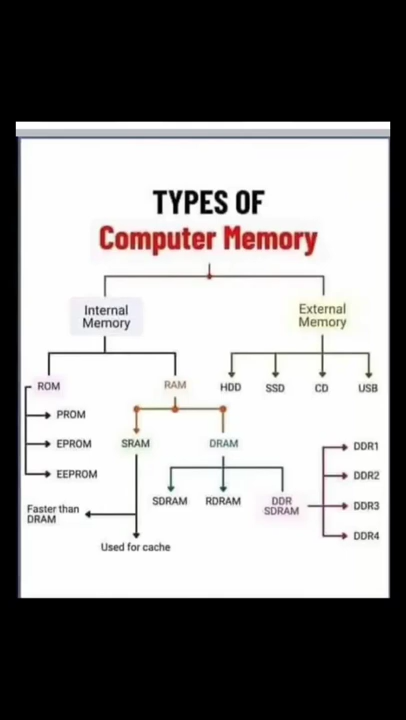 TYPES OF
Computer Memory
Internal
Memory
External
Memory
ROM
RAM
HDD
SSD
CD
USB
PROM
EPROM
EEPROM
SRAM
DRAM
Faster than
DRAM
Used for cache
SDRAM
RDRAM
DDR
SDRAM
DDR1
DDR2
DDR3
DDR4